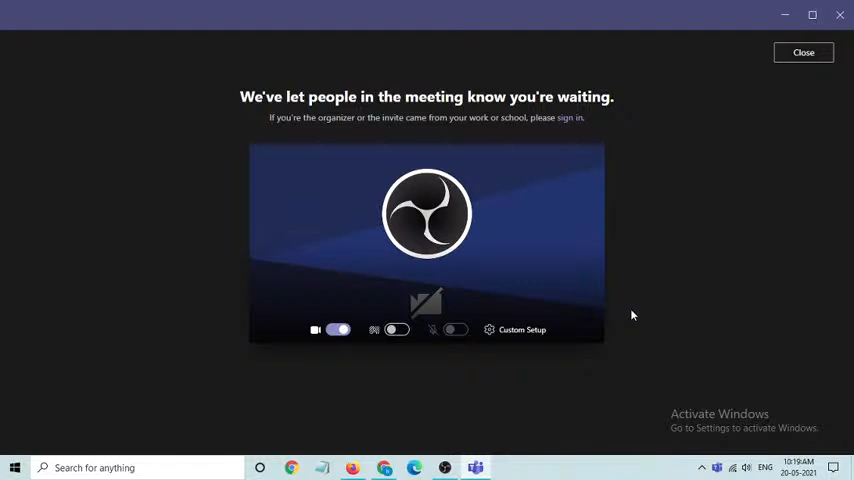 Close
We've let people in the meeting know you're waiting.
If you're the organizer or the invite came from your work or school, please sign in.
Custom Setup
Activate Windows
Go to Settings to activate Windows.
Search for anything
ENG
10:19AM
20-05-2021